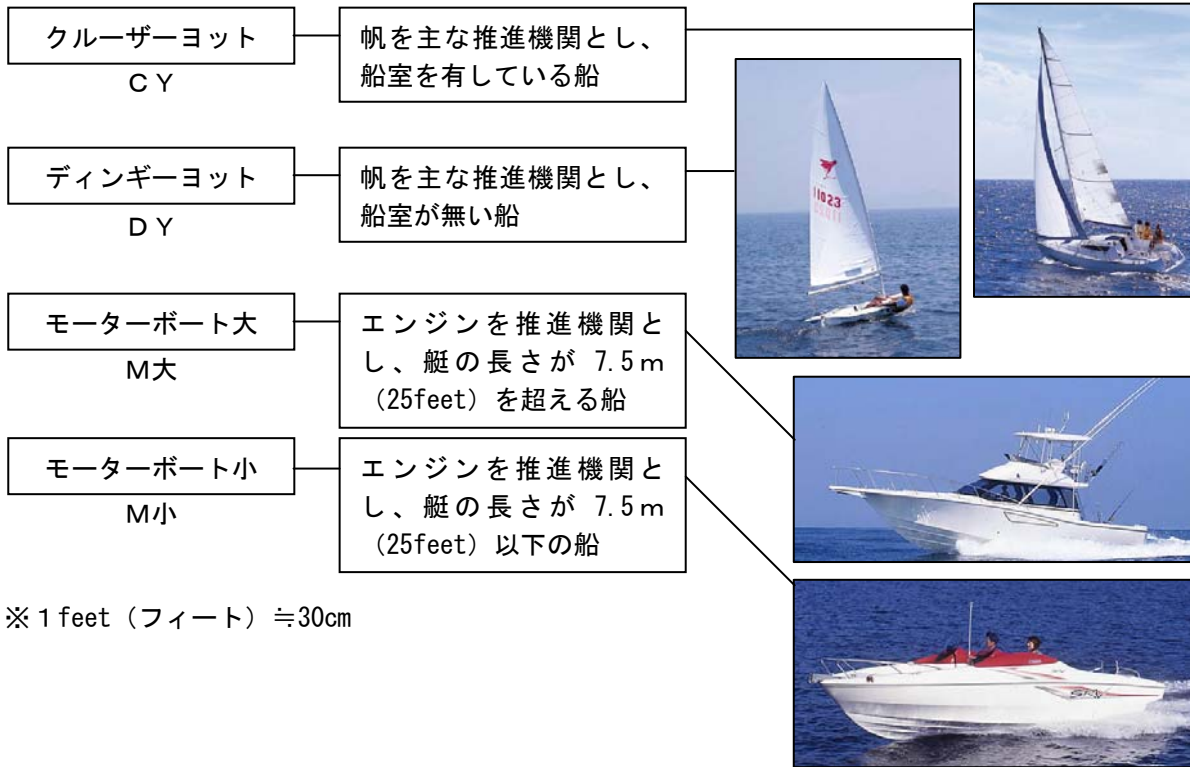 クルーザーヨット
ＣＹ
帆を主な推進機関とし、
船室を有している船
ディンギーヨット
ＤＹ
帆を主な推進機関とし、
船室が無い船
11023
モーターボート大
Ｍ大
エンジンを推進機関と
し、艇の長さが 7.5ｍ
（25feet）を超える船
モーターボート小
Ｍ小
エンジンを推進機関と
し、艇の長さが 7.5ｍ
（25feet）以下の船
※１feet（フィート）≒30cm